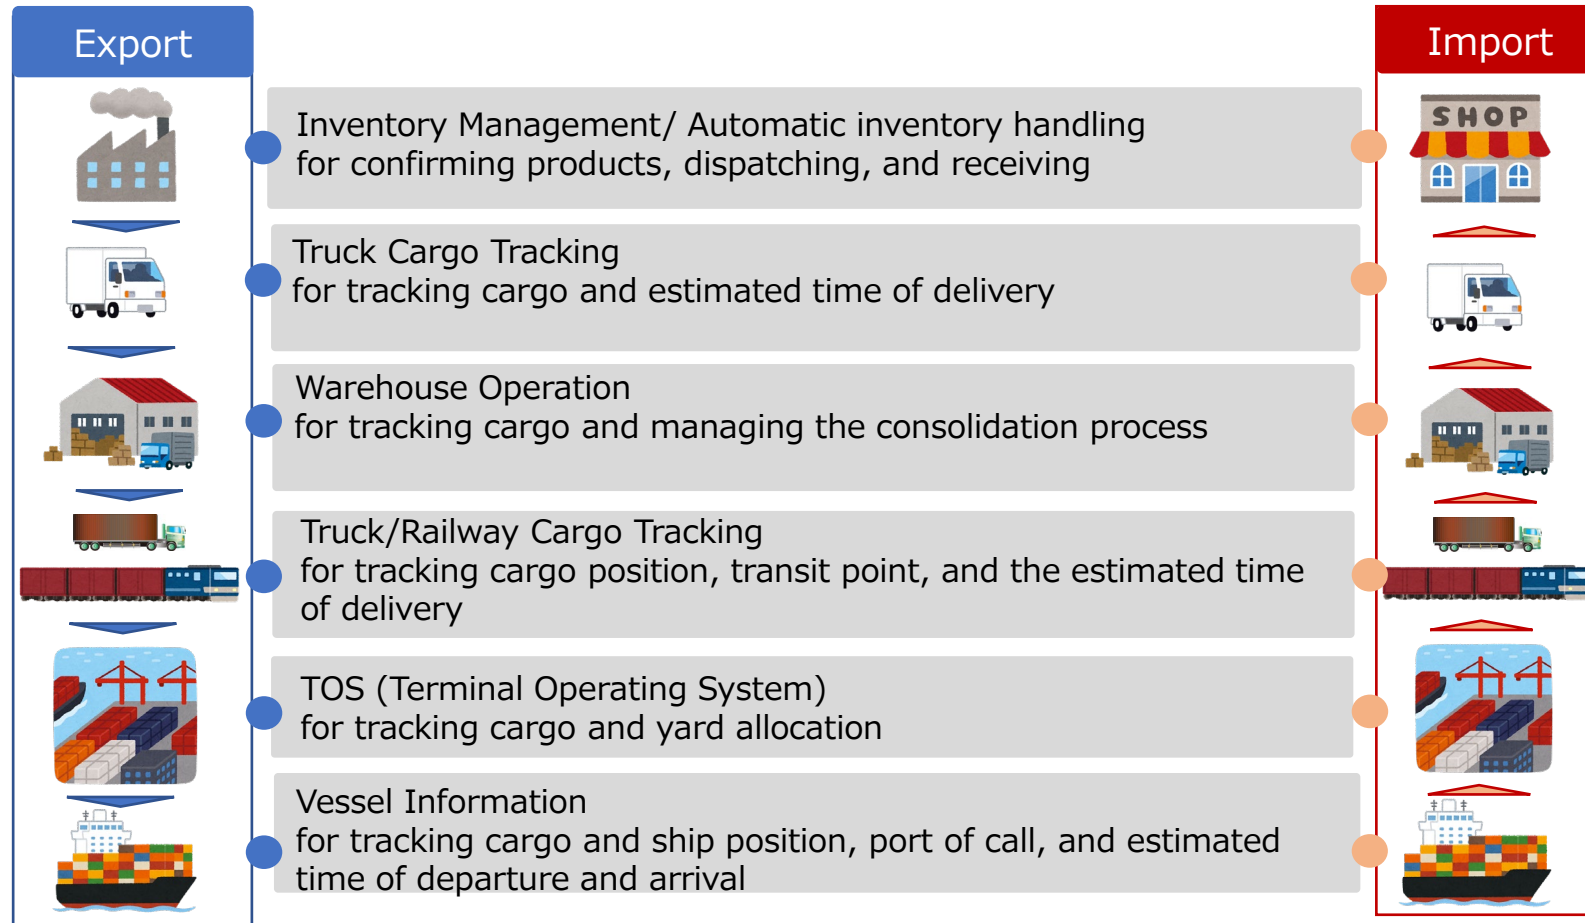 Export
Import
Inventory Management/ Automatic inventory handling
for confirming products, dispatching, and receiving
SHOP
Truck Cargo Tracking
for tracking cargo and estimated time of delivery
Warehouse Operation
for tracking cargo and managing the consolidation process
Truck/Railway Cargo Tracking
for tracking cargo position, transit point, and the estimated time
of delivery
TOS (Terminal Operating System)
for tracking cargo and yard allocation
Vessel Information
for tracking cargo and ship position, port of call, and estimated
time of departure and arrival